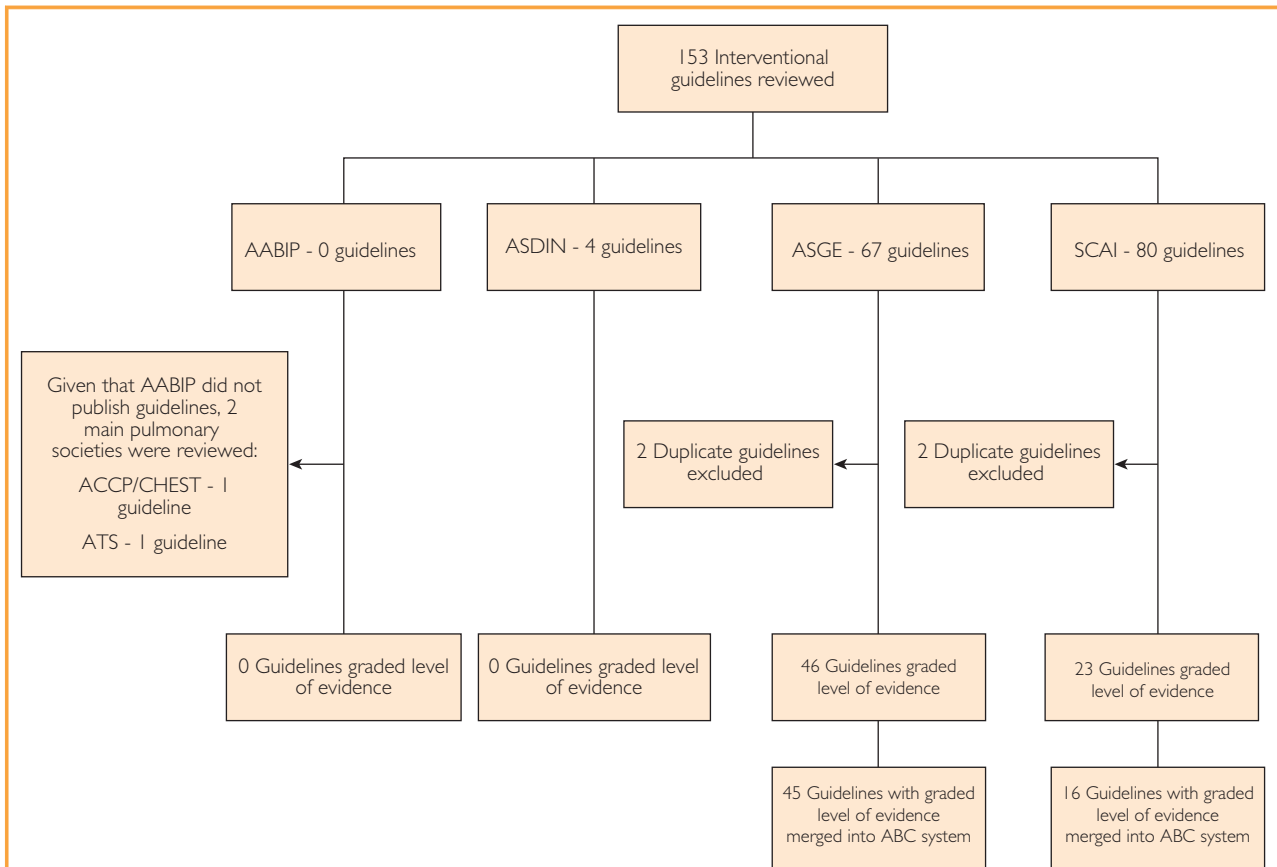 153 Interventional
guidelines reviewed
AABIP - 0 guidelines
ASDIN - 4 guidelines
ASGE - 67 guidelines
SCAI - 80 guidelines
Given that AABIP did not
publish guidelines, 2
main pulmonary
societies were reviewed:
ACCP/CHEST - 1
guideline
ATS - 1 guideline
2 Duplicate guidelines
excluded
2 Duplicate guidelines
excluded
0 Guidelines graded level
of evidence
0 Guidelines graded level
of evidence
46 Guidelines graded
level of evidence
23 Guidelines graded
level of evidence
45 Guidelines with graded
level of evidence
merged into ABC system
16 Guidelines with graded
level of evidence
merged into ABC system